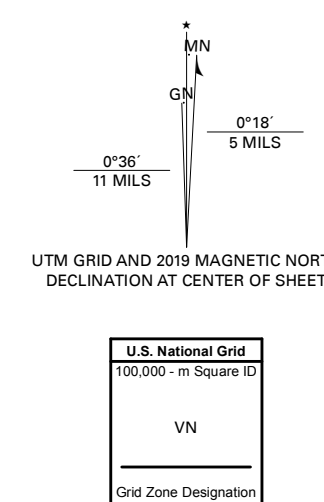 ★
MN
GN
0°18´
5 MILS
0°36´
11 MILS
UTM GRID AND 2019 MAGNETIC NORT
DECLINATION AT CENTER OF SHEET
U.S. National Grid
100,000 - m Square ID
VN
Grid Zone Designation